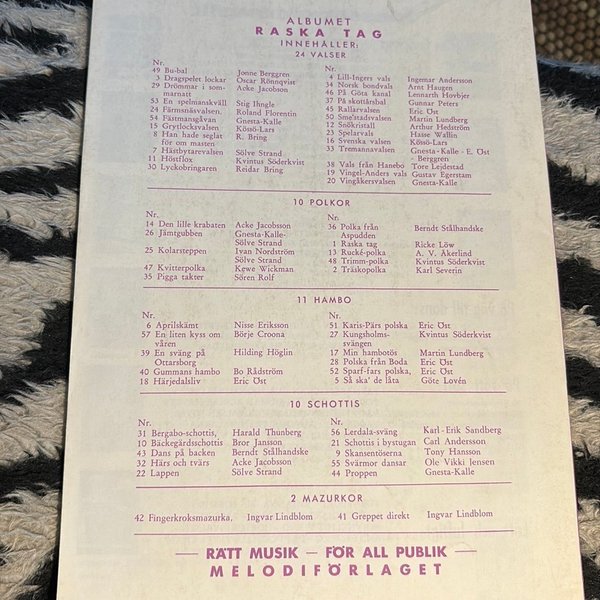 ALBUMET
RASKA TAG
INNEHÅLLER:
24 VALSER
Nr.
49 Bu-bal Jonne Berggren
3 Dragspelet lockar Oscar Rönnqvist
29 Drömmar i som- Acke Jacobson
marnatt
53 En spelmanskväll Stig Ihngle
24 Färmsnäsvalsen, Roland Florentin
54 Fästmansgåvan Gnesta-Kalle
15 Grytlocksvalsen Kössö-Lars
8 Han hade seglat R. Bring
för om masten
7 Hästbytarevalsen Sölve Strand
11 Höstflox Kvintus Söderkvist
30 Lyckobringaren Reidar Bring
Nr.
4 Lill-Ingers vals Ingemar Andersson
34 Norsk bondvals Arnt Haugen
46 På Göta kanal Lennarth Hovbjer
37 På skottårsbal Gunnar Peters
45 Rallarvalsen Eric Öst
50 Smeåtadsvalsen Martin Lundberg
12 Snökristall Arthur Hedström
23 Spelarvals Hasse Wallin
16 Svenska valsen Kössö-Lars
33 Tremannavalsen Gnesta-Kalle - E. Öst
- Berggren
38 Vals från Hanebo Tore Lejdestad
19 Vingel-Anders vals Gustav Egerstam
20 Vingåkersvalsen Gnesta-Kalle
10 POLKOR
Nr.
14 Den lille krabaten Acke Jacobsson
26 Jämtgubben Gnesta-Kalle-
Sölve Strand
25 Kolarsteppen Ivan Nordström
Sölve Strand
47 Kvitterpolka Kewe Wickman
35 Pigga takter Sören Rolf
36 Polka från Berndt Stålhandske
Aspudden
1 Raska tag Ricke Löw
13 Rucké-polka A. V. Åkerlind
48 Trimm-polka Kvintus Söderkvist
2 Träskopolka Karl Severin
11 HAMBO
Nr.
6 Aprilskämt Nisse Eriksson
57 En liten kyss om Börje Croona
våren
39 En sväng på Hilding Höglin
Ottarsborg
40 Gummans hambo Bo Rådström
18 Härjedalsliv Eric Öst
Nr.
51 Karis-Pärs polska Eric Öst
27 Kungsholms- Kvintus Söderkvist
svängen
17 Min hambotös Martin Lundberg
28 Polska från Boda Eric Öst
52 Sparf-fars polska, Eric Öst
5 Så ska' de låta Göte Lovén
10 SCHOTTIS
Nr.
31 Bergabo-schottis, Harald Thunberg
10 Bäckegårdsschottis Bror Jansson
43 Dans på backen Berndt Stålhandske
32 Härs och tvärs Acke Jacobsson
22 Lappen Sölve Strand
Nr.
56 Lerdala-sväng Karl-Erik Sandberg
21 Schottis i bystugan Carl Andersson
9 Skansentöserna Tony Hansson
55 Svärmor dansar Ole Vikki Jensen
44 Proppen Gnesta-Kalle
2 MAZURKOR
42 Fingerkroksmazurka, Ingvar Lindblom 41 Greppet direkt Ingvar Lindblom
— RÄTT MUSIK — FÖR ALL PUBLIK —
MELODIFÖRLAGET